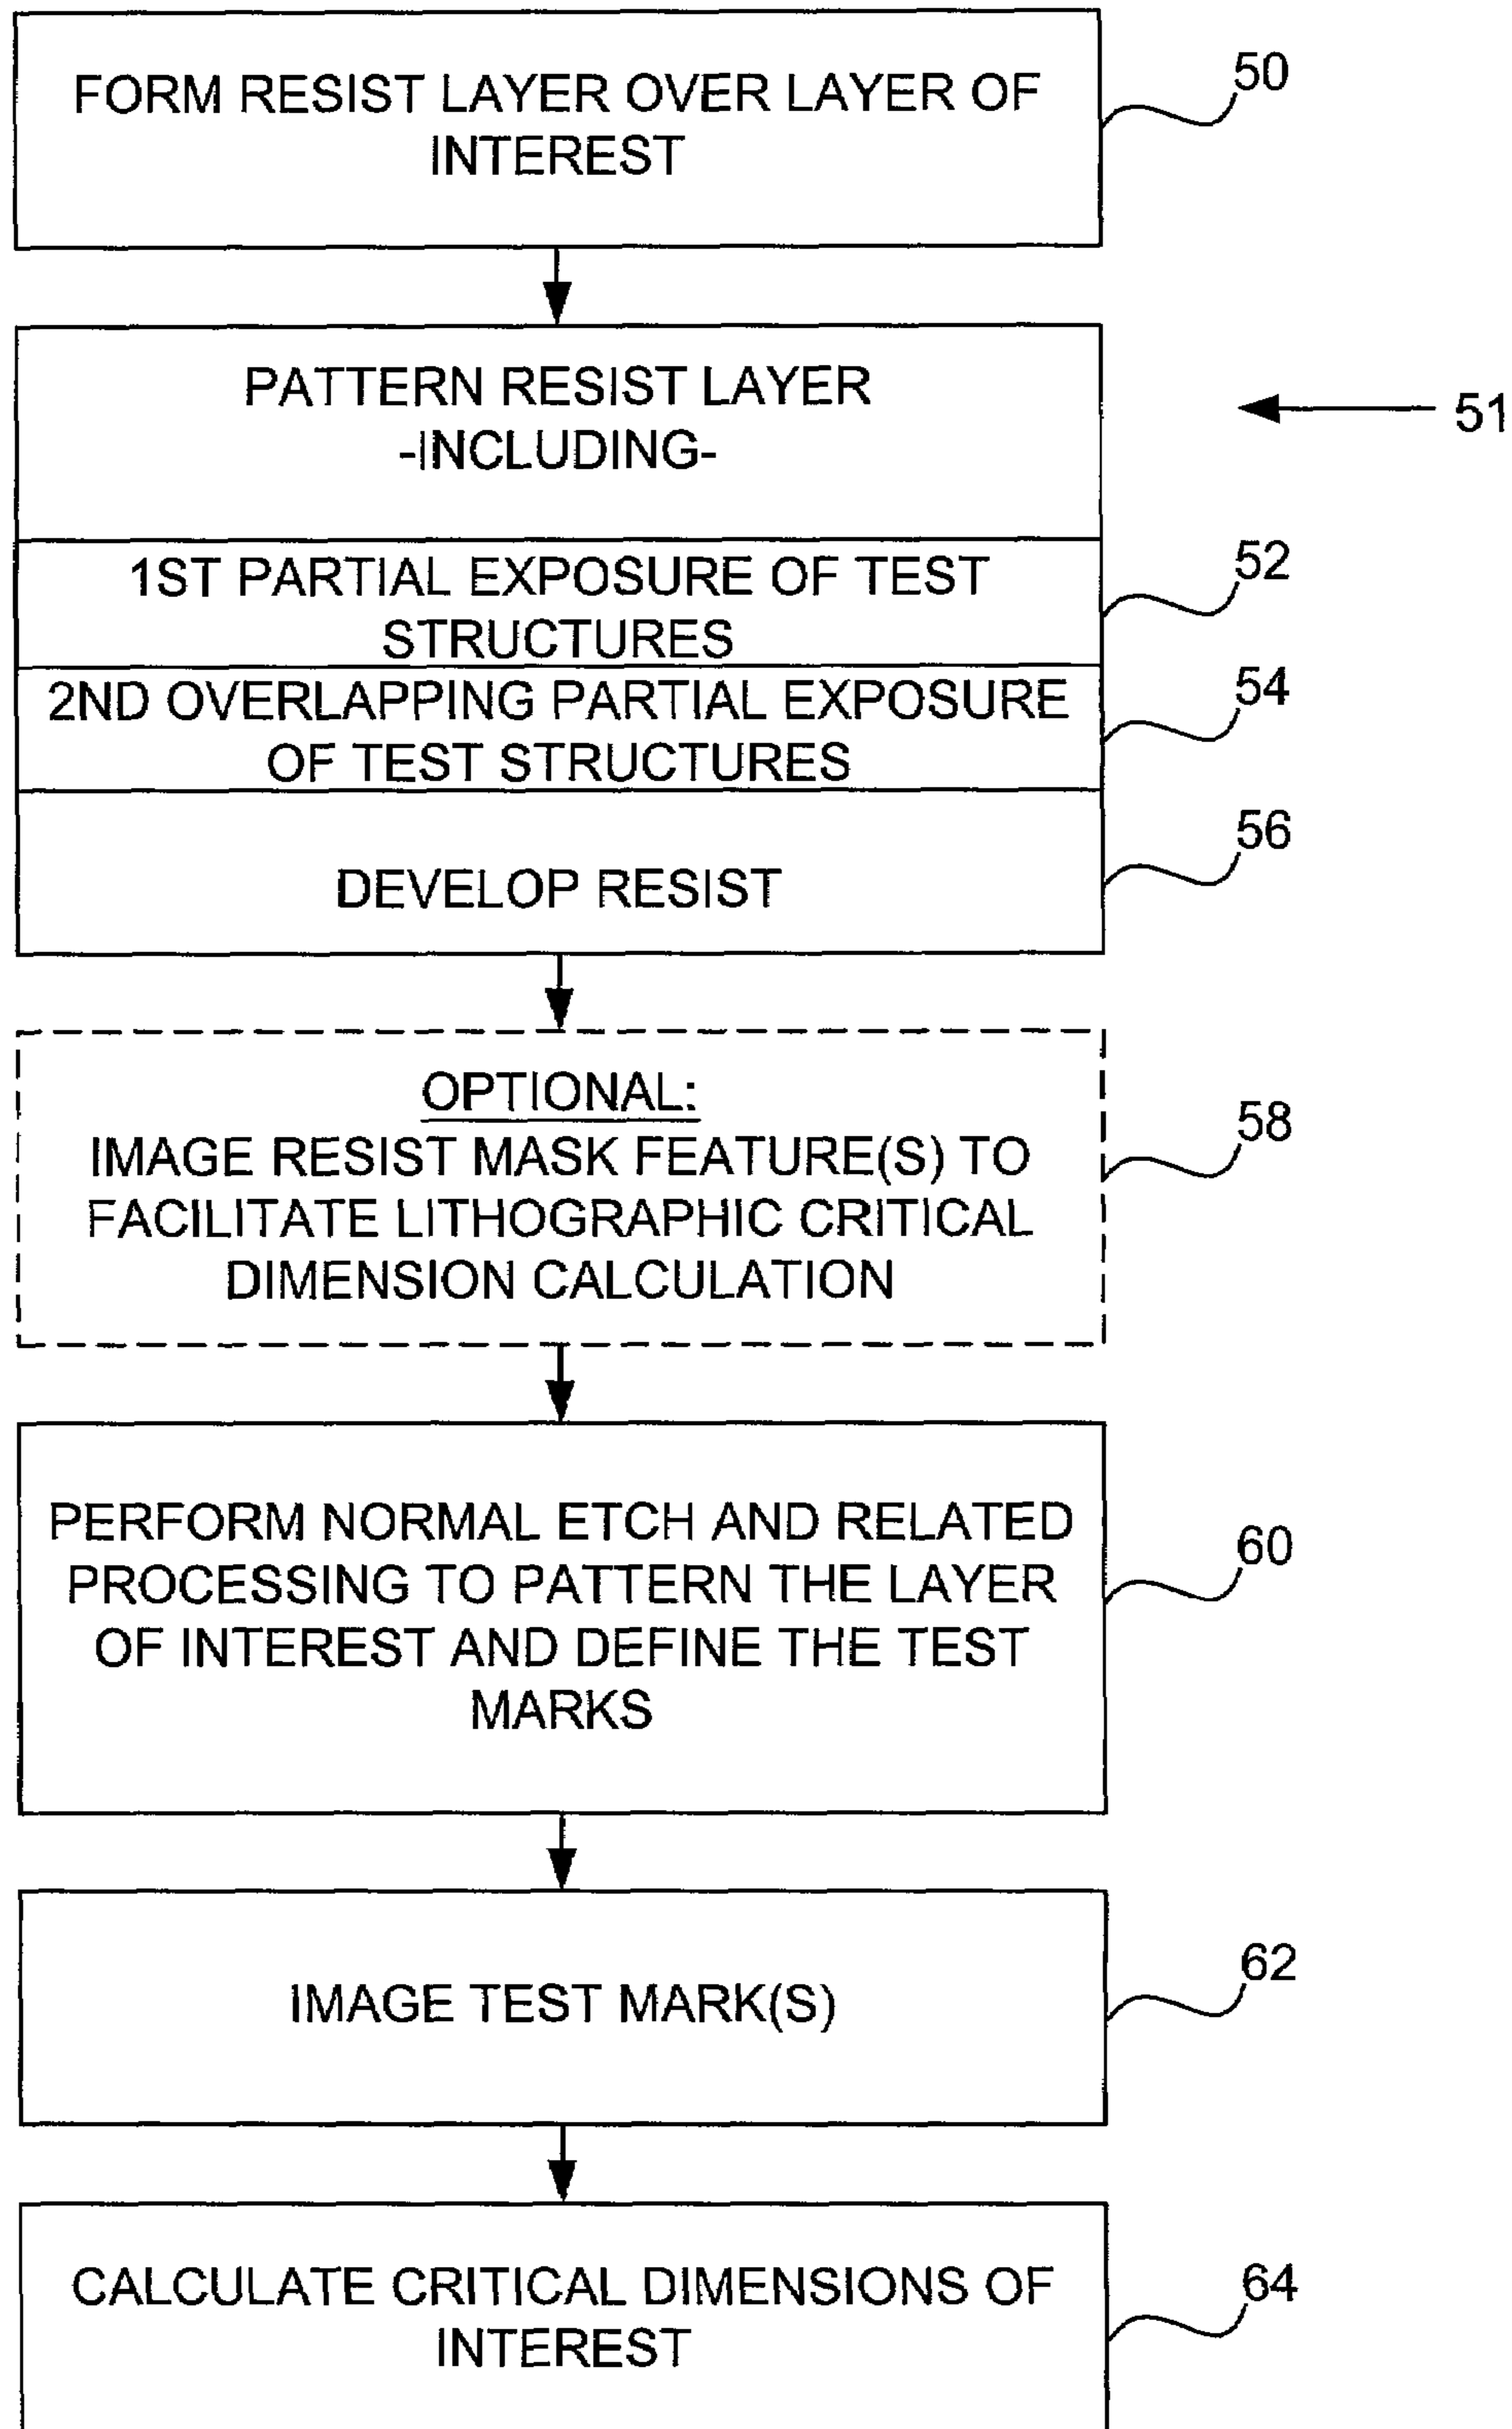 FORM RESIST LAYER OVER LAYER OF
INTEREST
50
PATTERN RESIST LAYER
-INCLUDING-
51
1ST PARTIAL EXPOSURE OF TEST
STRUCTURES
52
2ND OVERLAPPING PARTIAL EXPOSURE
OF TEST STRUCTURES
54
DEVELOP RESIST
56
OPTIONAL:
IMAGE RESIST MASK FEATURE(S) TO
FACILITATE LITHOGRAPHIC CRITICAL
DIMENSION CALCULATION
58
PERFORM NORMAL ETCH AND RELATED
PROCESSING TO PATTERN THE LAYER
OF INTEREST AND DEFINE THE TEST
MARKS
60
IMAGE TEST MARK(S)
62
CALCULATE CRITICAL DIMENSIONS OF
INTEREST
64